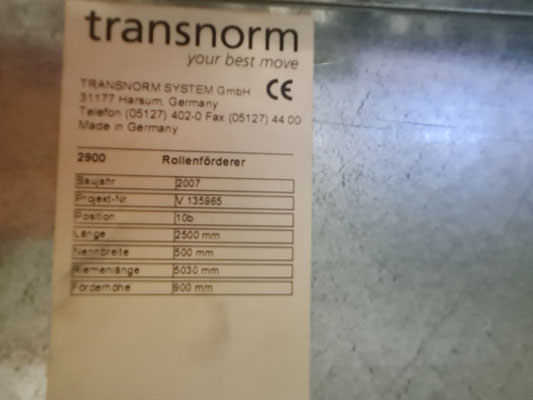 transnorm
your best move
TRANSNORM SYSTEM GmbH CE
31177 Harsum, Germany
Telefon (05127) 402-0 Fax (05127) 44 00
Made in Germany
2900 Rollenförderer
Baujahr 2007
Projekt-Nr. V 135965
Position 10b
Länge 2500 mm
Nennbreite 500 mm
Riemenlänge 5030 mm
Förderhöhe 900 mm